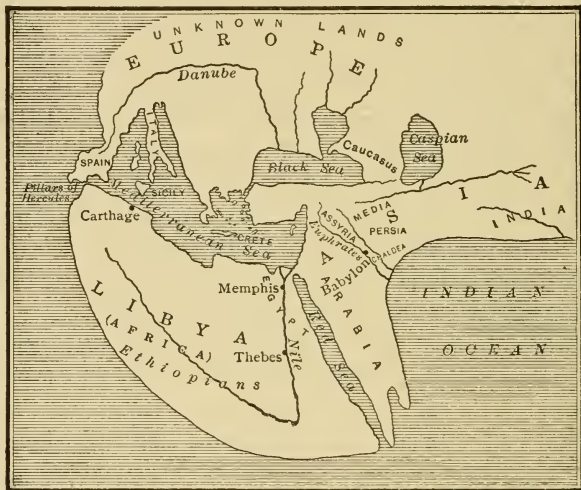 UNKNOWN LANDS
EUROPE
Danube
ITALY
SPAIN
Caucasus
Caspian
Sea
Black Sea
Pillars of
Hercules
SICILY
Mediterranean Sea
Carthage
CRETE
ASIA
MEDIA
ASSYRIA
PERSIA
INDIA
Euphrates
Babylon
CHALDEA
Memphis
EGYPT
ARABIA
INDIAN
OCEAN
LIBYA
(AFRICA)
Ethiopians
Thebes
Nile
Red Sea